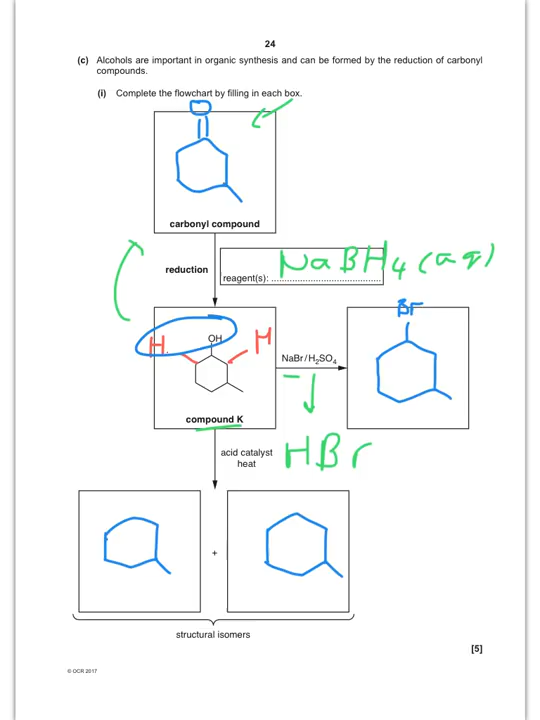 24
(c) Alcohols are important in organic synthesis and can be formed by the reduction of carbonyl
compounds.
(i) Complete the flowchart by filling in each box.
O
carbonyl compound
reduction
reagent(s): NaBH4 (aq)
Br
H OH H
NaBr/H2SO4
compound K
acid catalyst
heat
HBr
+
structural isomers
[5]
© OCR 2017